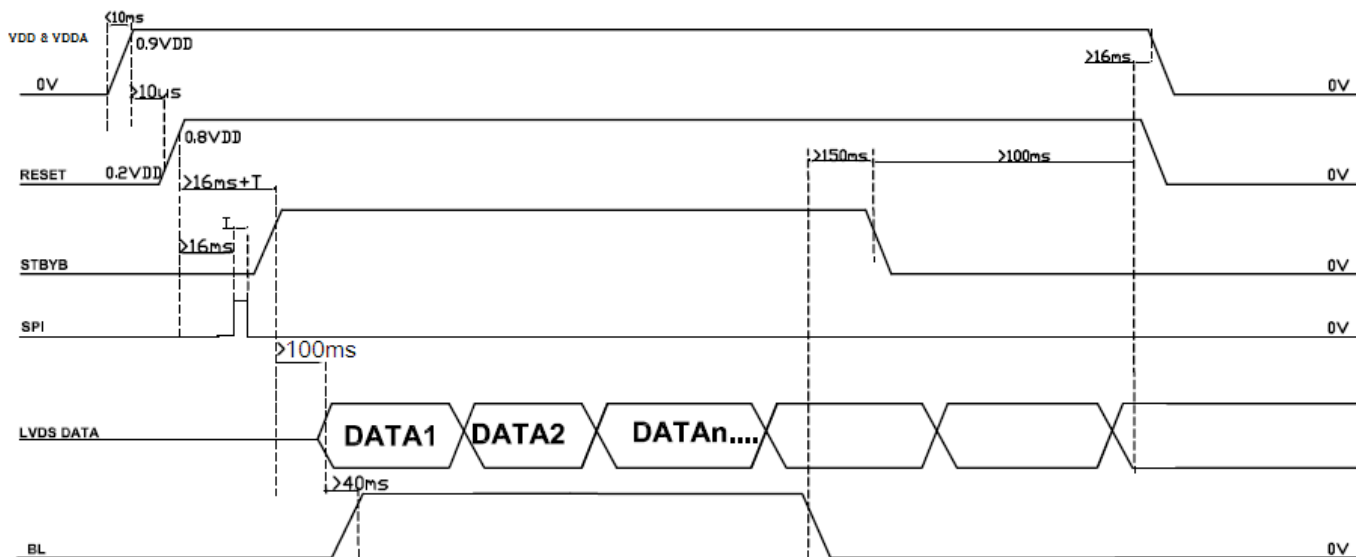 <10ms
VDD & VDDA
0.9VDD
>16ms
0V
0V
>10us
0.8VDD
>150ms
>100ms
RESET
0.2VDD
0V
>16ms+T
T
>16ms
STBYB
0V
SPI
0V
>100ms
LVDS DATA
DATA1
DATA2
DATAn....
>40ms
BL
0V